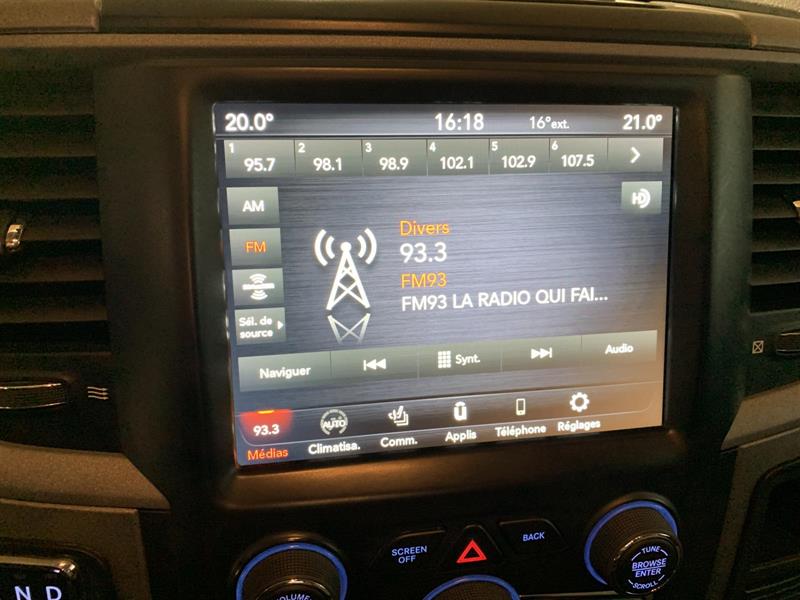 20.0° 16:18 16°ext. 21.0°
1 95.7 2 98.1 3 98.9 4 102.1 5 102.9 6 107.5
AM
HD
Divers
FM
93.3
FM93
FM93 LA RADIO QUI FAI...
Sél. de
source
Naviguer Synt. Audio
93.3 AUTO
Médias Climatisa. Comm. Applis Téléphone Réglages
SCREEN
OFF
BACK
TUNE
BROWSE
ENTER
SCROLL
VOLUME
N D